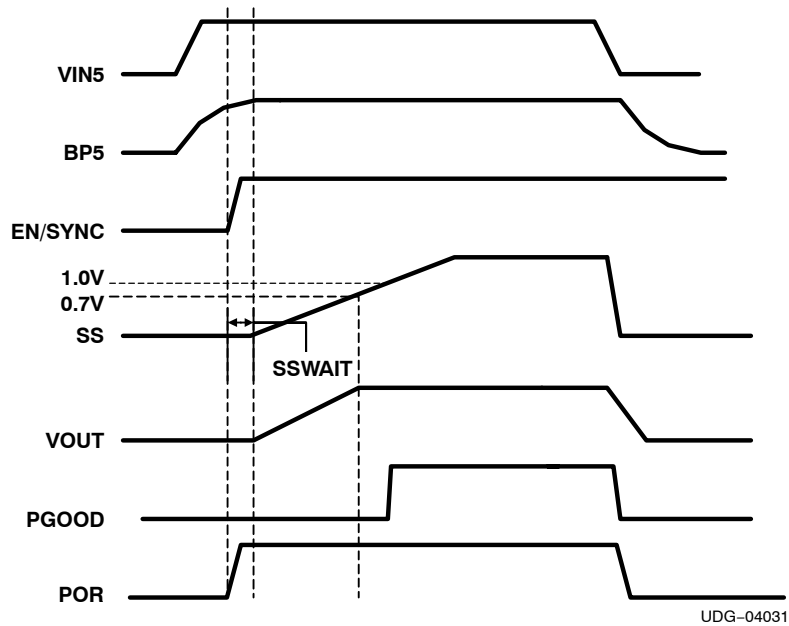 VIN5
BP5
EN/SYNC
1.0V
0.7V
SS
SSWAIT
VOUT
PGOOD
POR
UDG−04031